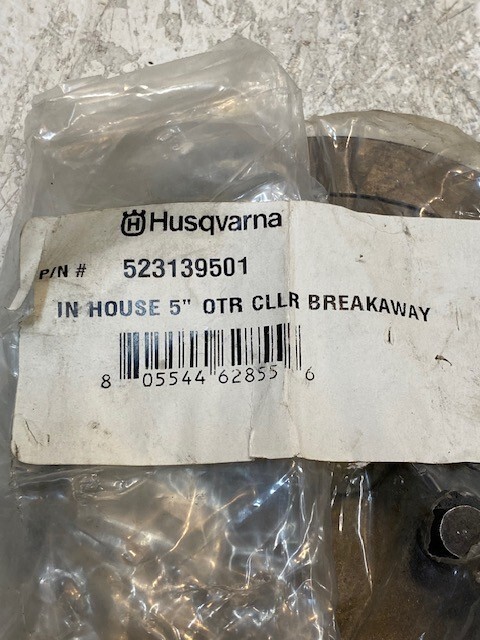 Husqvarna
P/N # 523139501
IN HOUSE 5" OTR CLLR BREAKAWAY
8 05544 62855 6